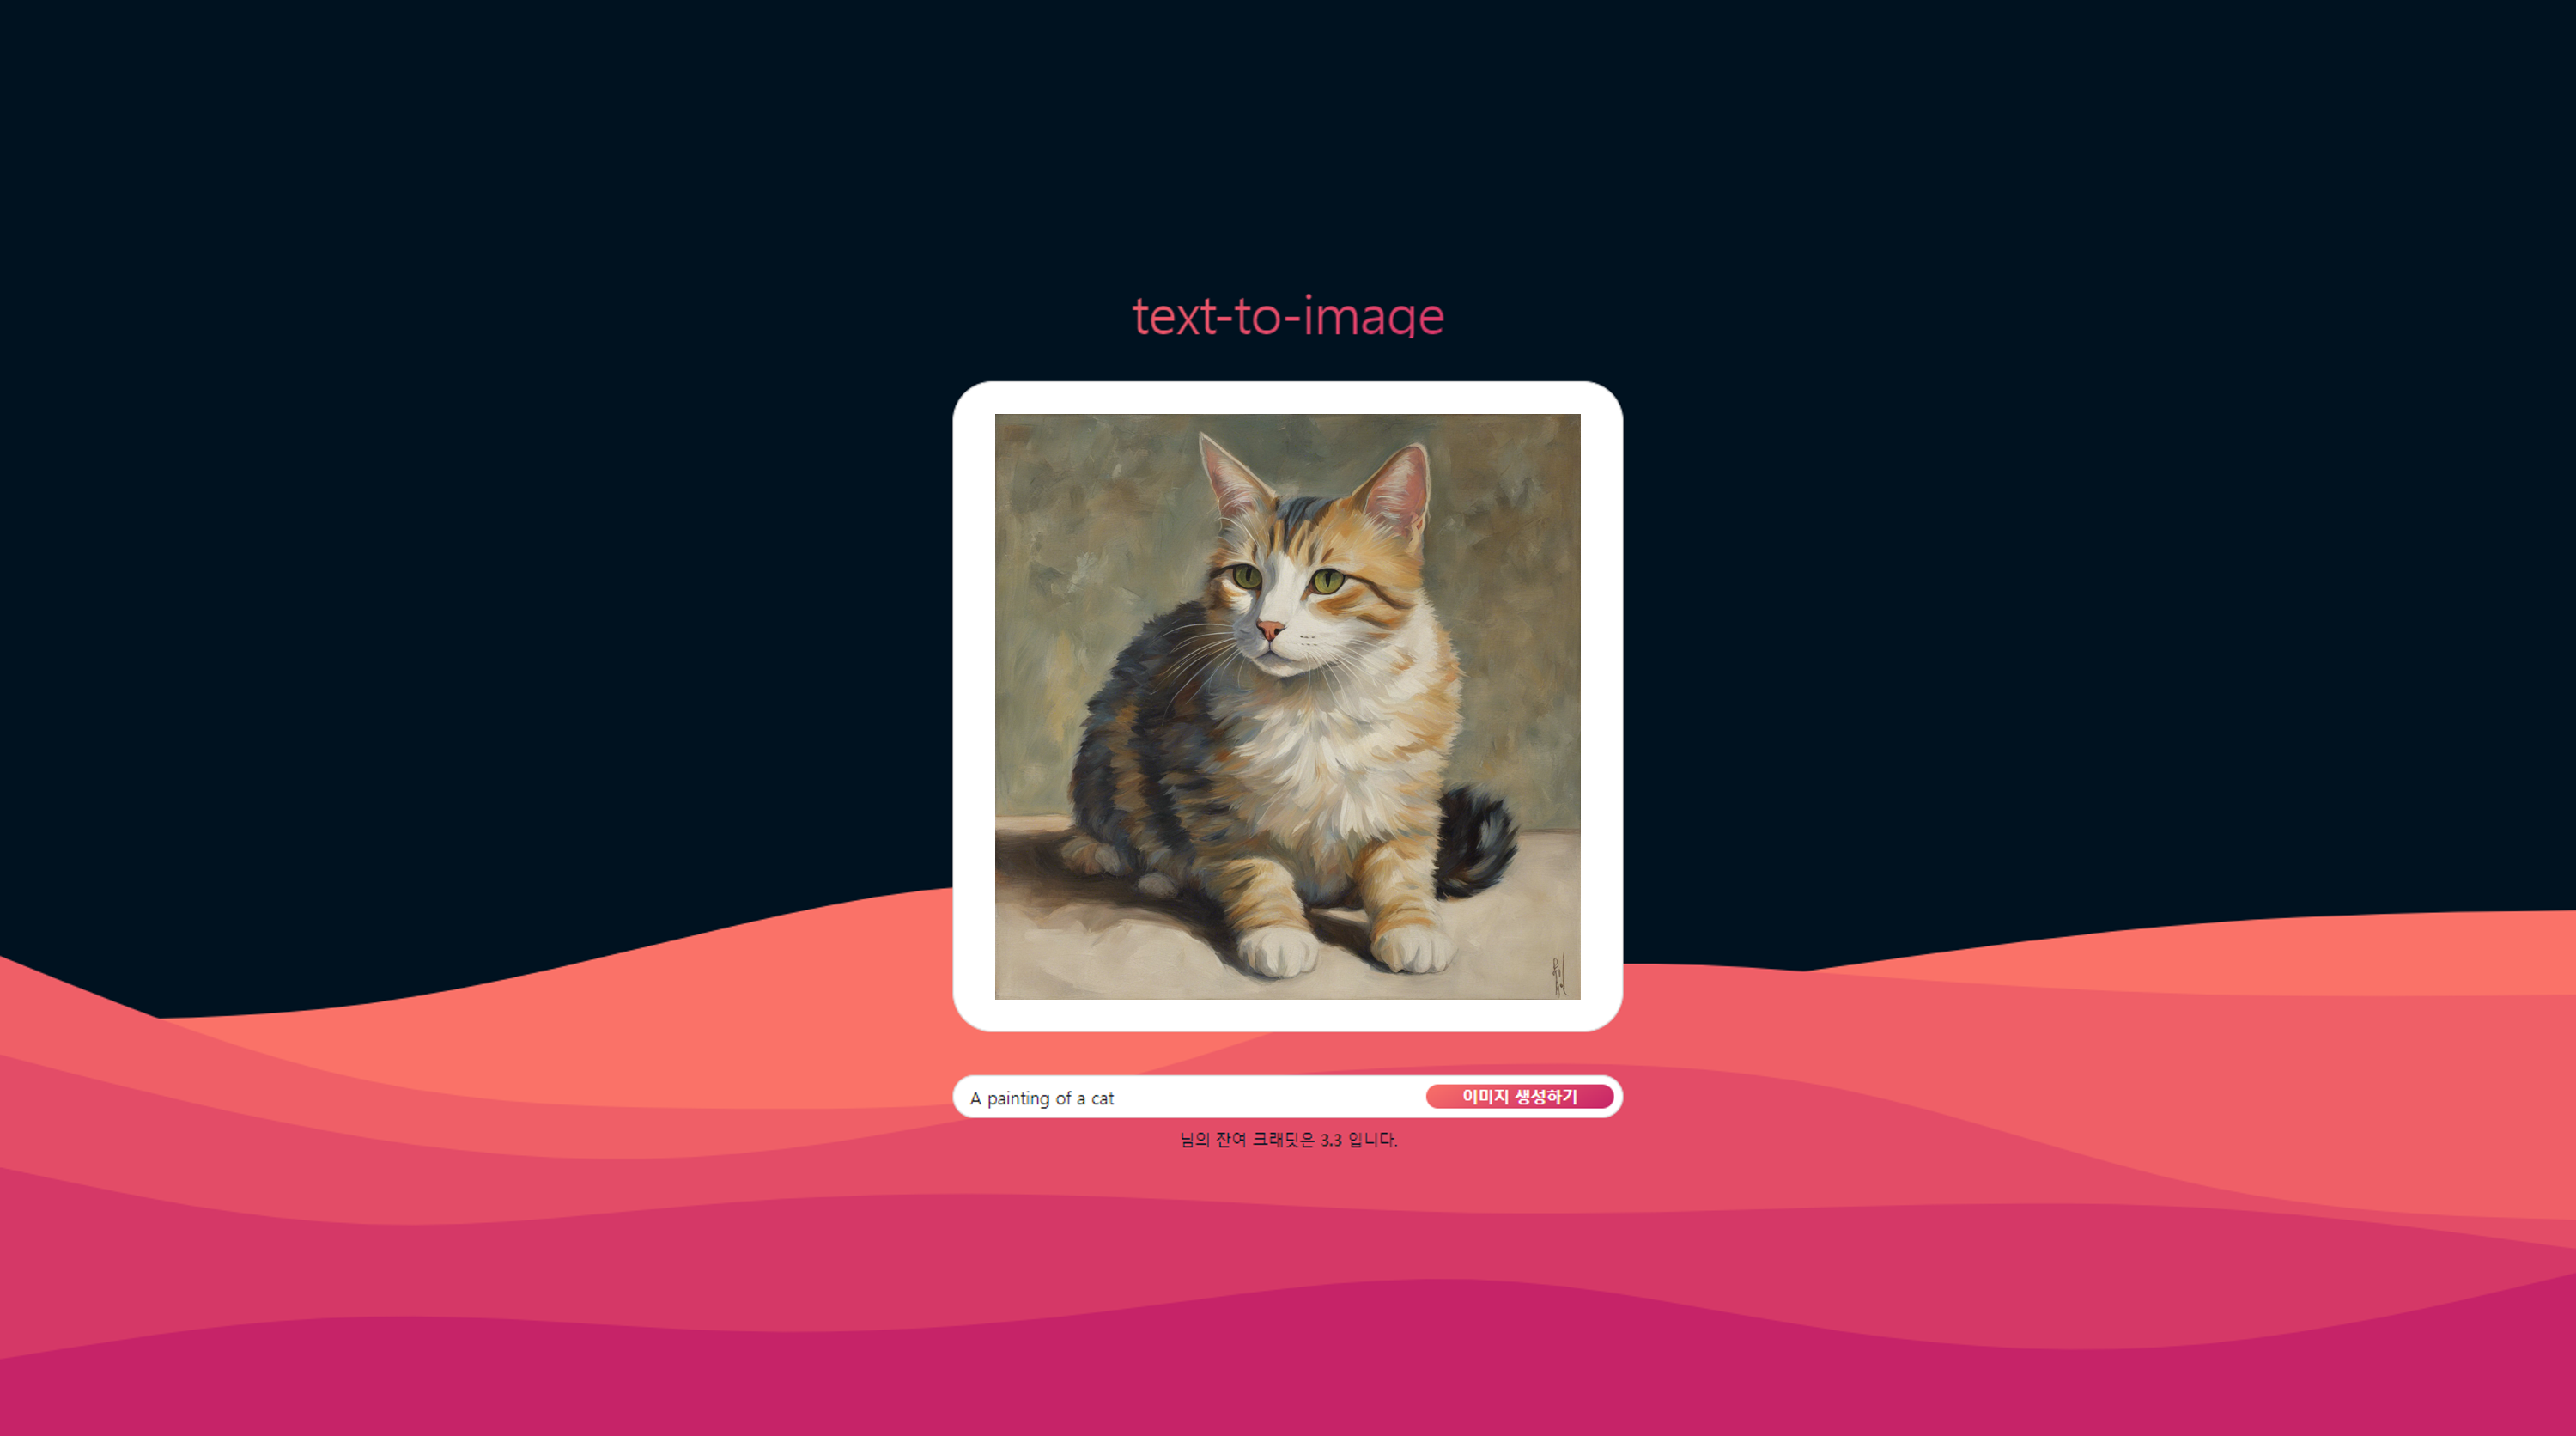 text-to-image
A painting of a cat
이미지 생성하기
님의 잔여 크래딧은 3.3 입니다.